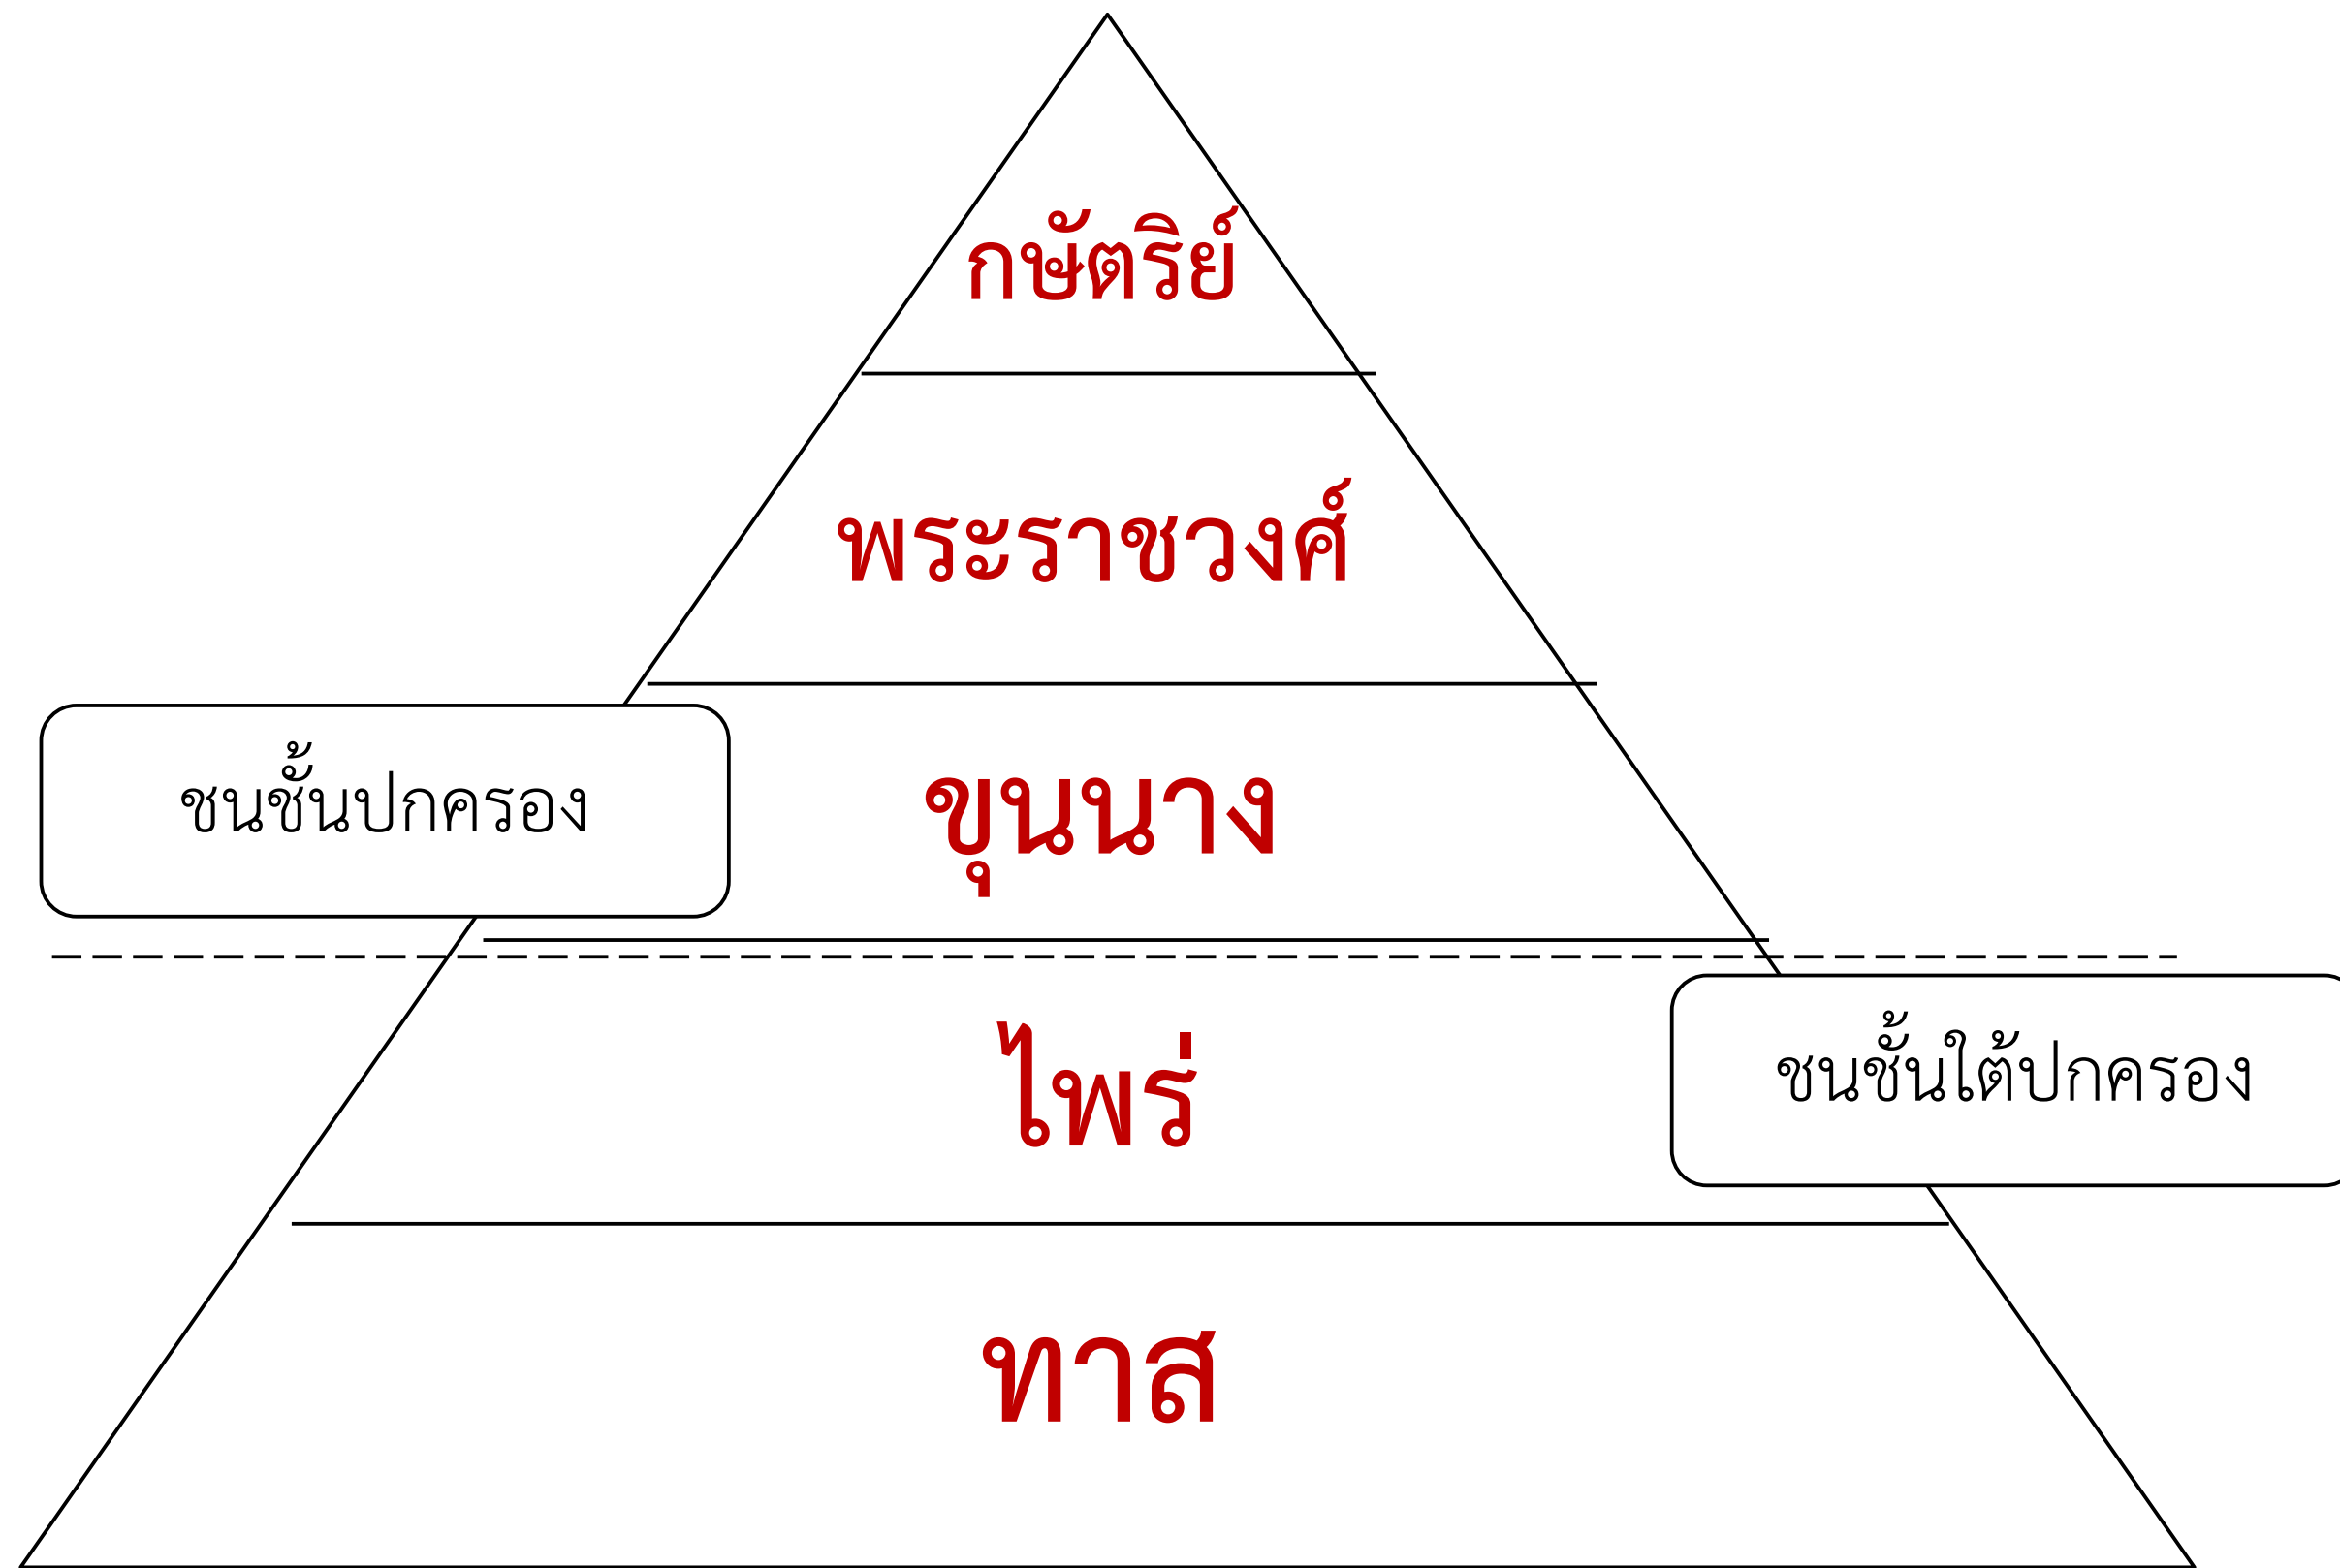 กษัตริย์
พระราชวงศ์
ขุนนาง
ชนชั้นปกครอง
ไพร่
ชนชั้นใต้ปกครอง
ทาส